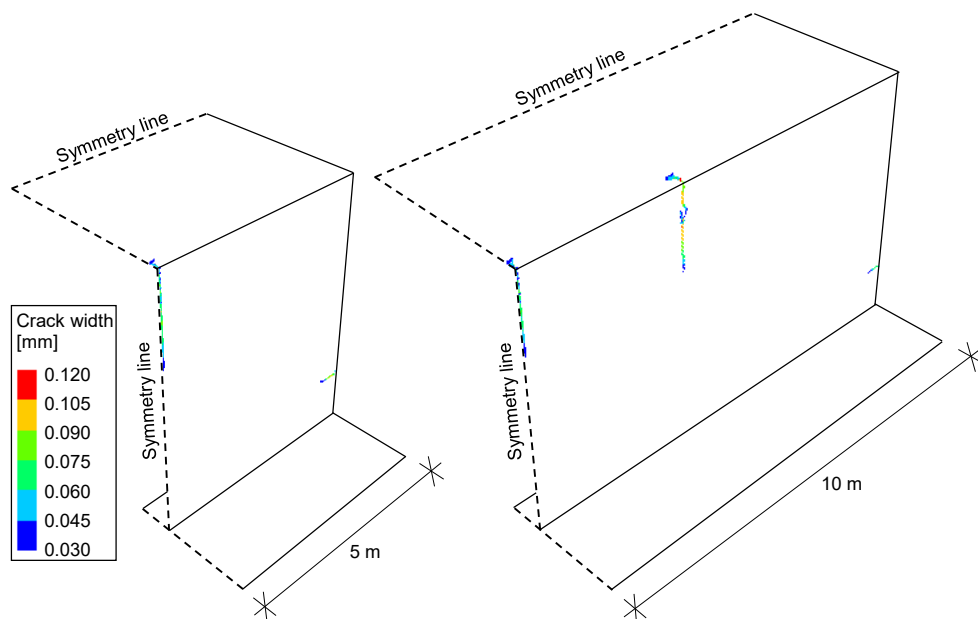 Symmetry line
Symmetry line
Symmetry line
Symmetry line
Crack width
[mm]
0.120
0.105
0.090
0.075
0.060
0.045
0.030
5 m
10 m